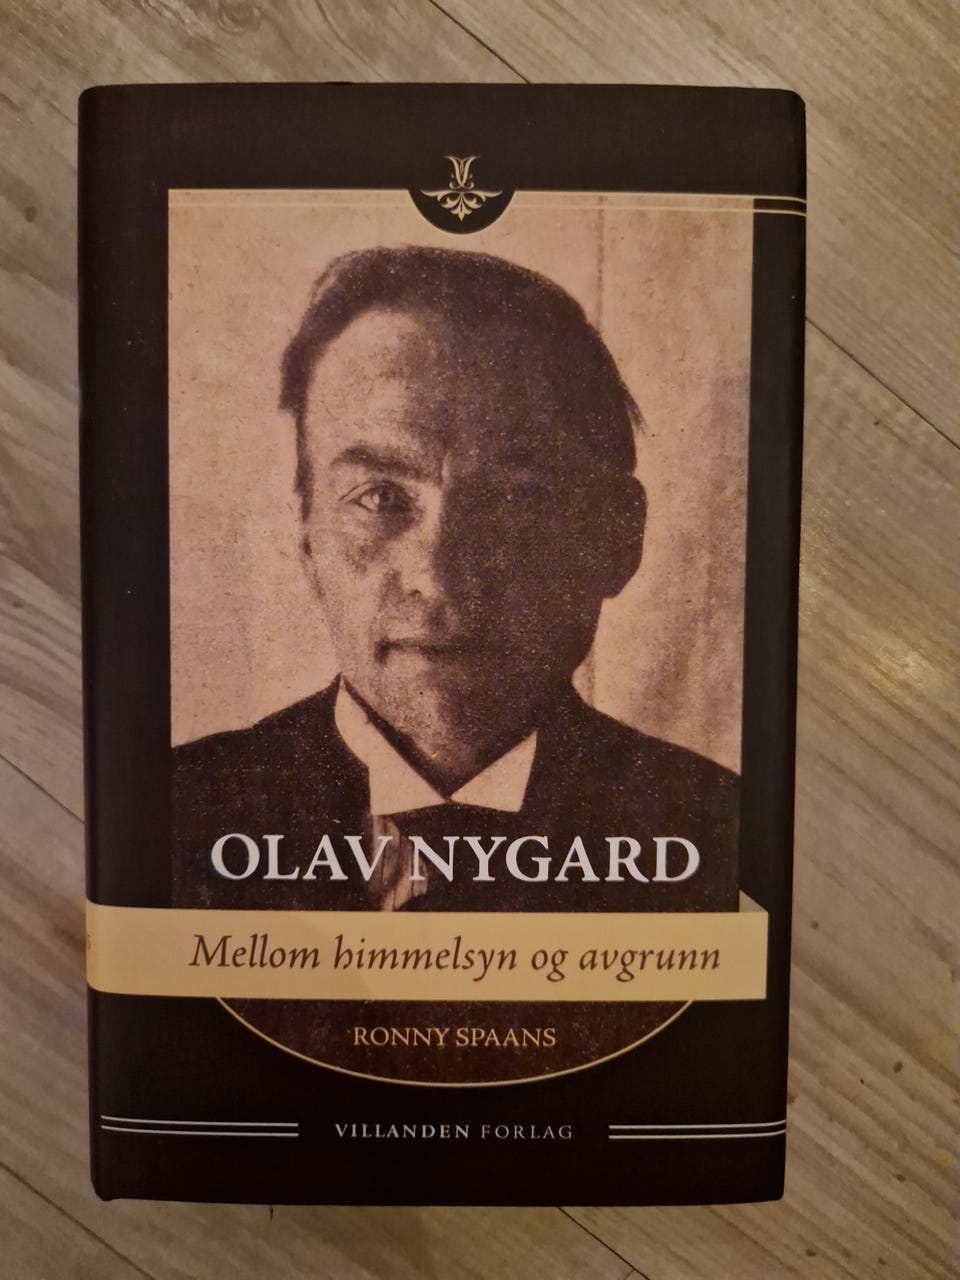 OLAV NYGARD
Mellom himmelsyn og avgrunn
RONNY SPAANS
VILLANDEN FORLAG